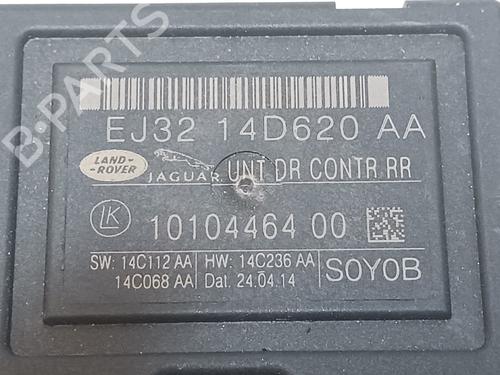 B-PARTS
EJ32 14D620 AA
LAND-
ROVER
JAGUAR
UNT DR CONTR RR
LK
10104464 00
SW: 14C112 AA
14C068 AA
HW: 14C236 AA
Dat. 24.04.14
S0Y0B